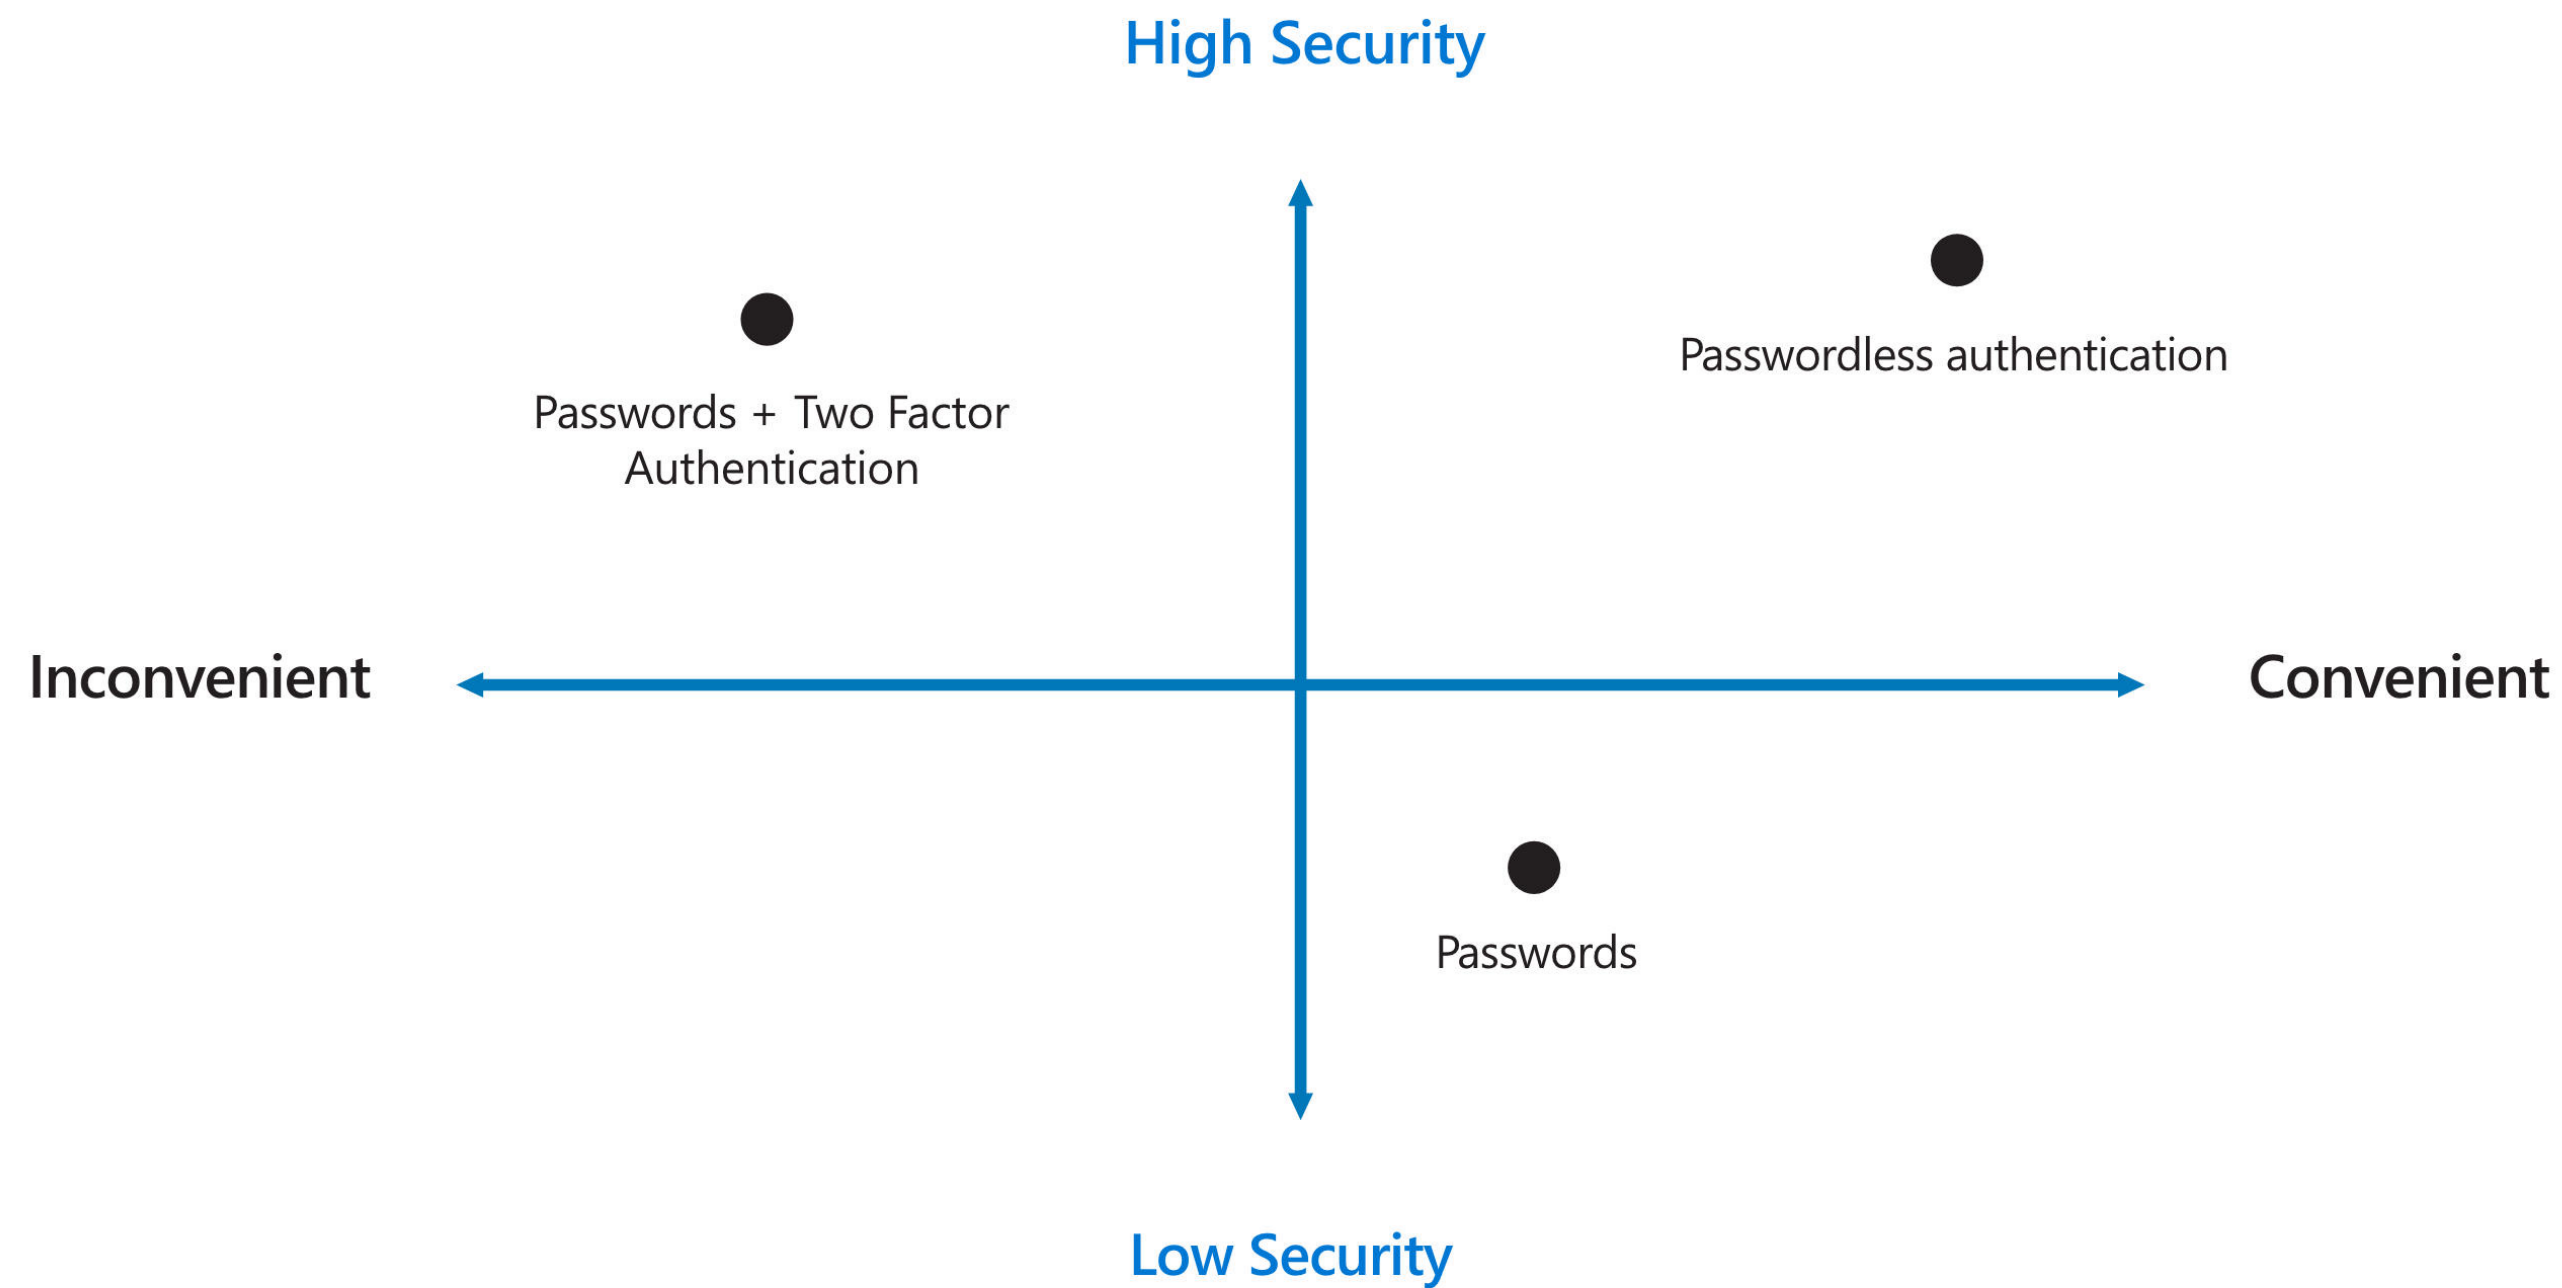 High Security
Passwordless authentication
Passwords + Two Factor
Authentication
Inconvenient
Convenient
Passwords
Low Security